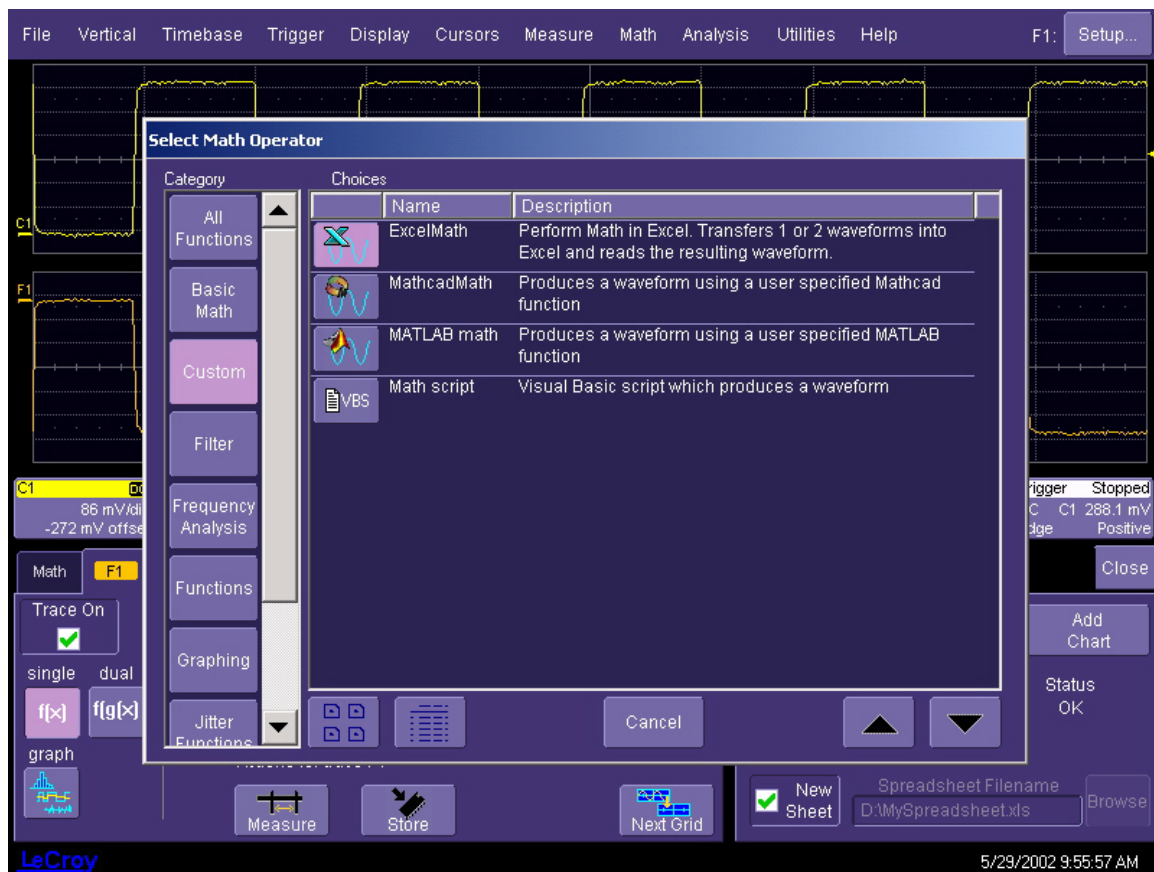 File Vertical Timebase Trigger Display Cursors Measure Math Analysis Utilities Help F1: Setup...
Select Math Operator
Category
Choices
All
Functions
Basic
Math
Custom
Filter
Frequency
Analysis
Functions
Graphing
Jitter
Functions
Name Description
ExcelMath Perform Math in Excel. Transfers 1 or 2 waveforms into
Excel and reads the resulting waveform.
MathcadMath Produces a waveform using a user specified Mathcad
function
MATLAB math Produces a waveform using a user specified MATLAB
function
VBS Math script Visual Basic script which produces a waveform
Cancel
C1
F1
C1
86 mV/di
-272 mV offse
rigger Stopped
C C1 288.1 mV
dge Positive
Math F1
Close
Trace On
single dual
f(x) f(g(x)
graph
Measure
Store
Next Grid
Add
Chart
Status
OK
New
Sheet
Spreadsheet Filename
D:\MySpreadsheet.xls
Browse
LeCroy
5/29/2002 9:55:57 AM